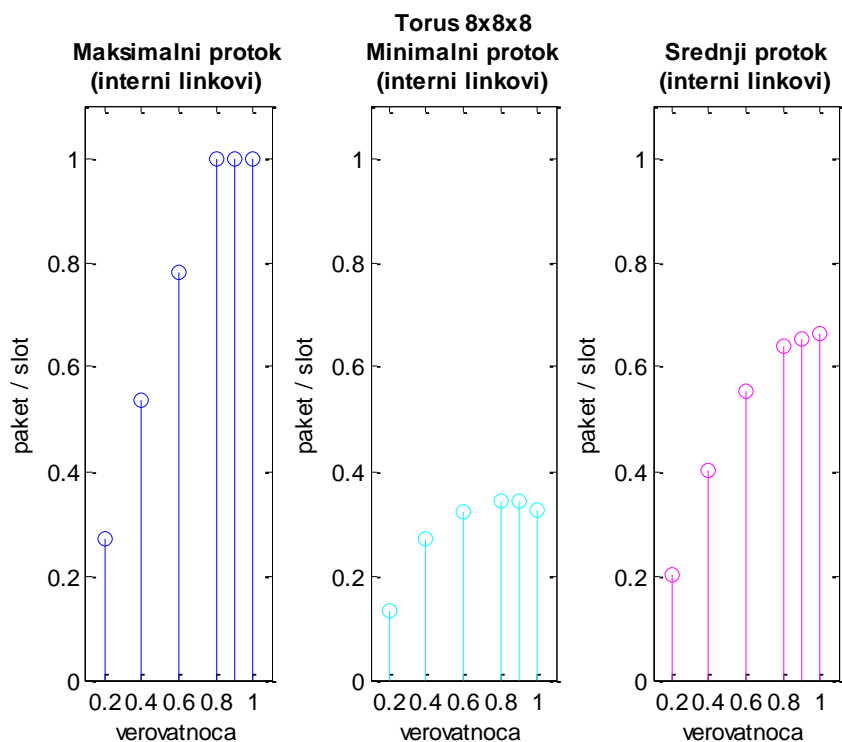 Torus 8x8x8
Maksimalni protok
(interni linkovi)
Minimalni protok
(interni linkovi)
Srednji protok
(interni linkovi)
1
0.8
0.6
0.4
0.2
0
paket / slot
0.2 0.4 0.6 0.8 1
verovatnoca
1
0.8
0.6
0.4
0.2
0
paket / slot
0.2 0.4 0.6 0.8 1
verovatnoca
1
0.8
0.6
0.4
0.2
0
paket / slot
0.2 0.4 0.6 0.8 1
verovatnoca